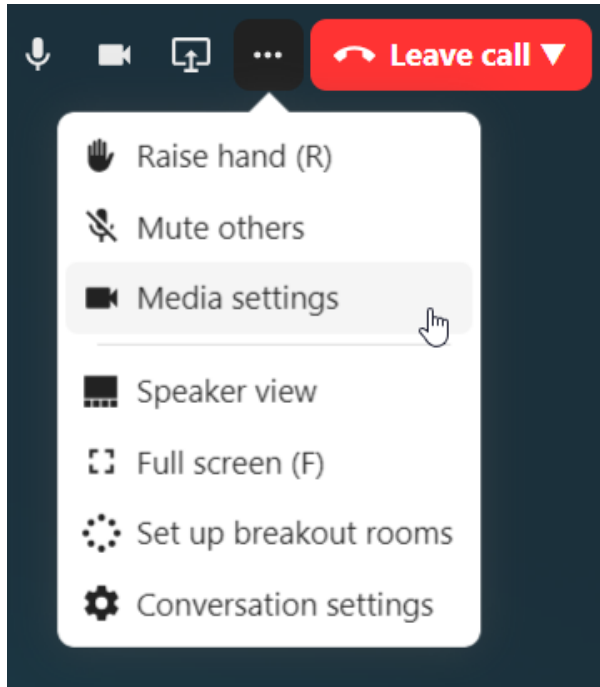 Leave call ▼
Raise hand (R)
Mute others
Media settings
Speaker view
Full screen (F)
Set up breakout rooms
Conversation settings